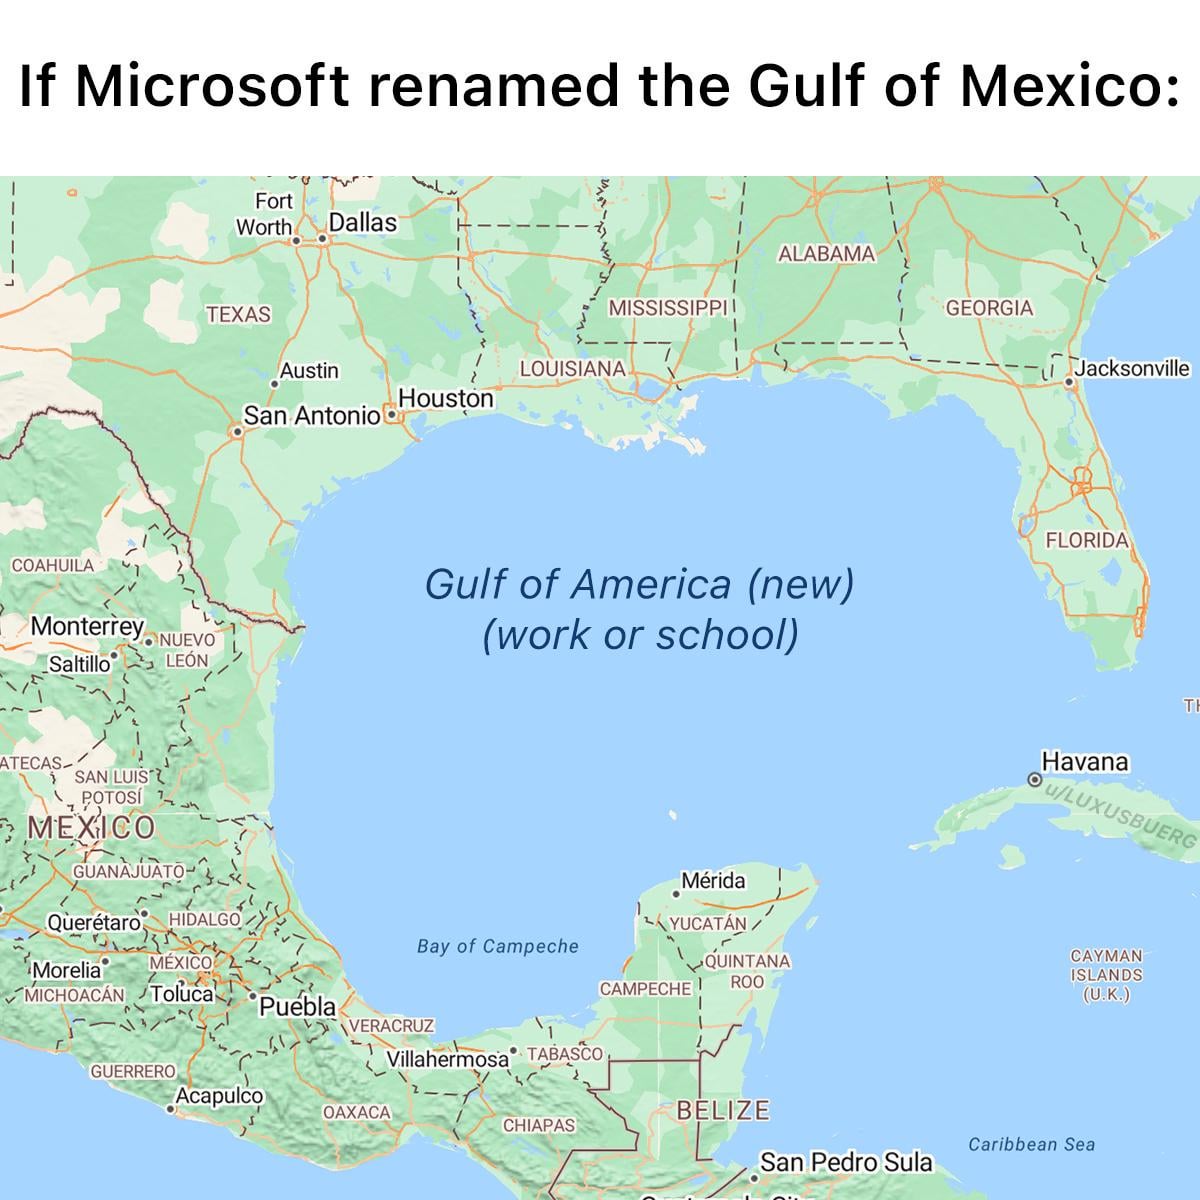 If Microsoft renamed the Gulf of Mexico:
Fort
Worth
Dallas
ALABAMA
MISSISSIPPI
GEORGIA
TEXAS
Austin
LOUISIANA
Jacksonville
Houston
San Antonio
FLORIDA
COAHUILA
Gulf of America (new)
(work or school)
Monterrey
NUEVO
LEÓN
Saltillo
TH
Havana
u/LUXUSBUERG
ATECAS
SAN LUIS
POTOSÍ
MEXICO
GUANAJUATO
Mérida
Querétaro
HIDALGO
YUCATÁN
Bay of Campeche
Morelia
MÉXICO
QUINTANA
ROO
CAYMAN
ISLANDS
(U.K.)
MICHOACÁN
Toluca
CAMPECHE
Puebla
VERACRUZ
Villahermosa
TABASCO
GUERRERO
Acapulco
OAXACA
CHIAPAS
BELIZE
Caribbean Sea
San Pedro Sula